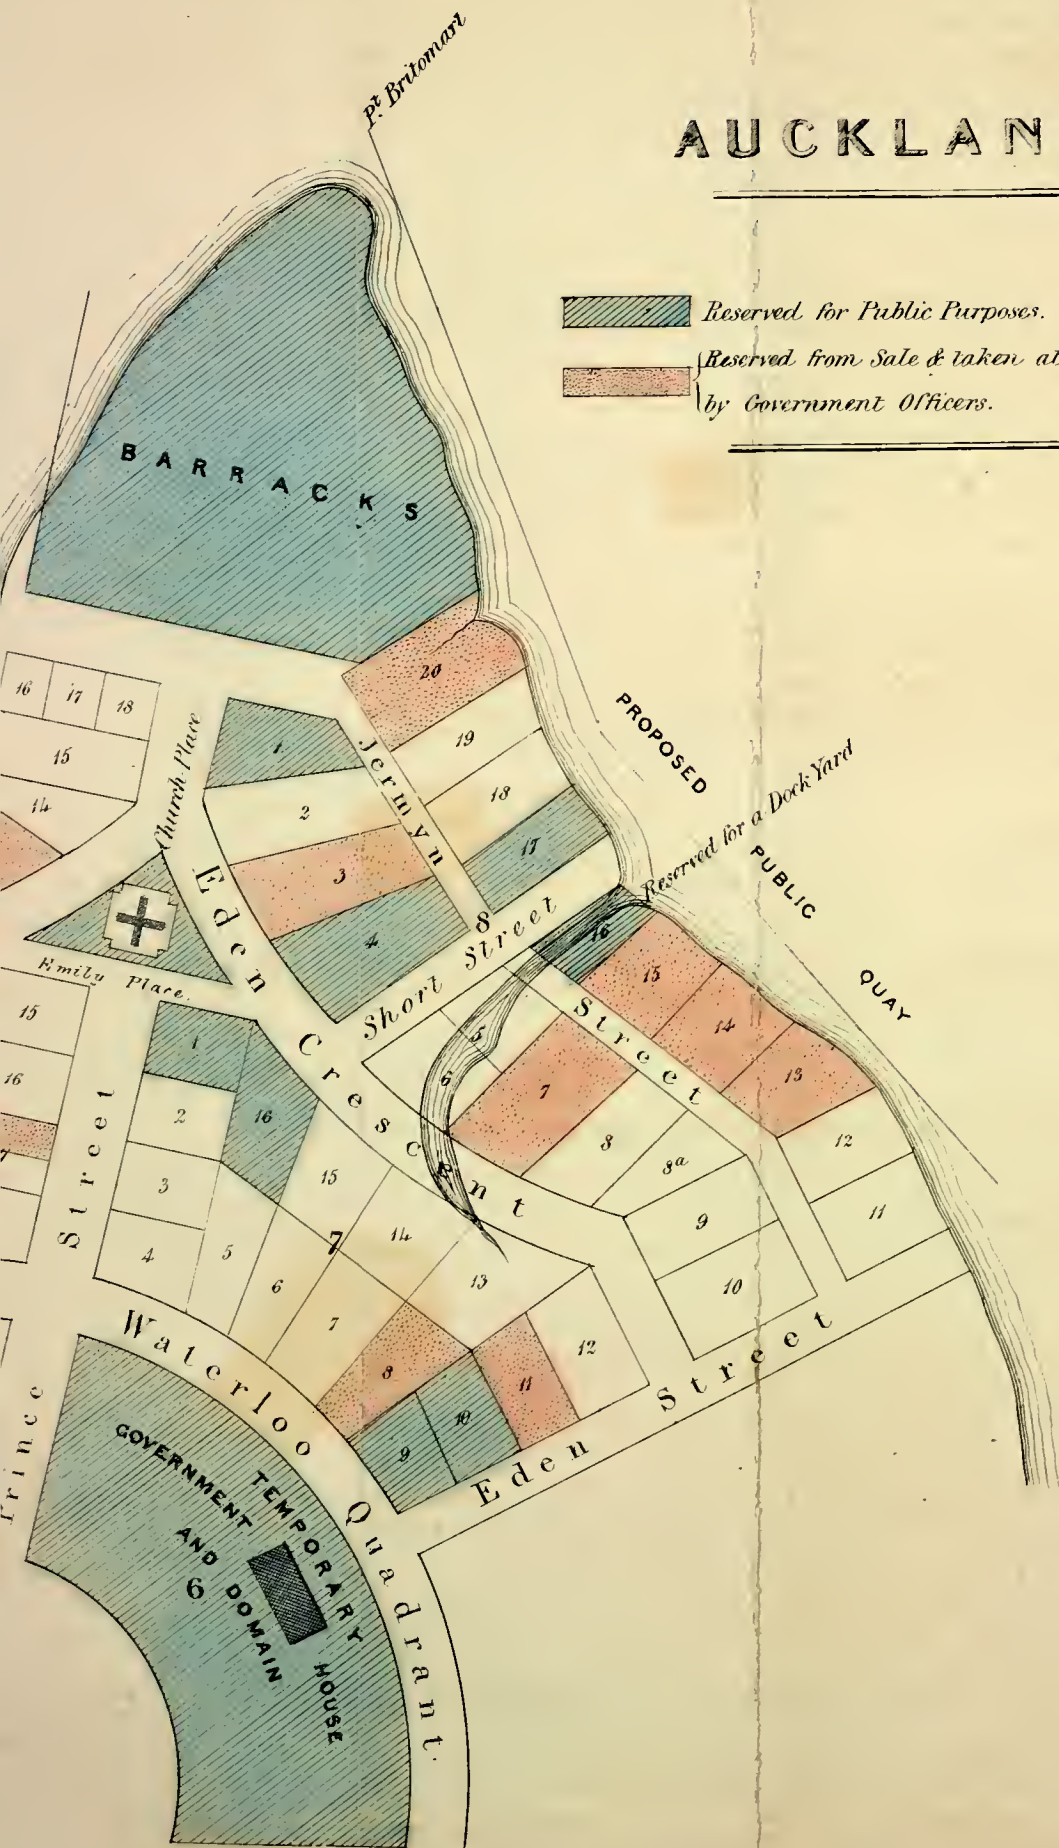 Pt. Britomart
AUCKLAN
Reserved for Public Purposes.
Reserved from Sale & taken at
by Government Officers.
BARRACKS
20
16 17 18
19
15
1
18
14
2
17
3
4
Church Place
Jermyn
8
Street
Short Street
Eden Crescent
Emily Place
PROPOSED PUBLIC QUAY
Reserved for a Dock Yard
16
15
14
13
12
11
5
6
7
8
8a
9
10
15
16
7
Street
1
2
3
4
5
16
15
7
14
13
6
7
8
12
11
10
9
Waterloo Quadrant
Eden Street
Prince
TEMPORARY
GOVERNMENT HOUSE
AND DOMAIN
6